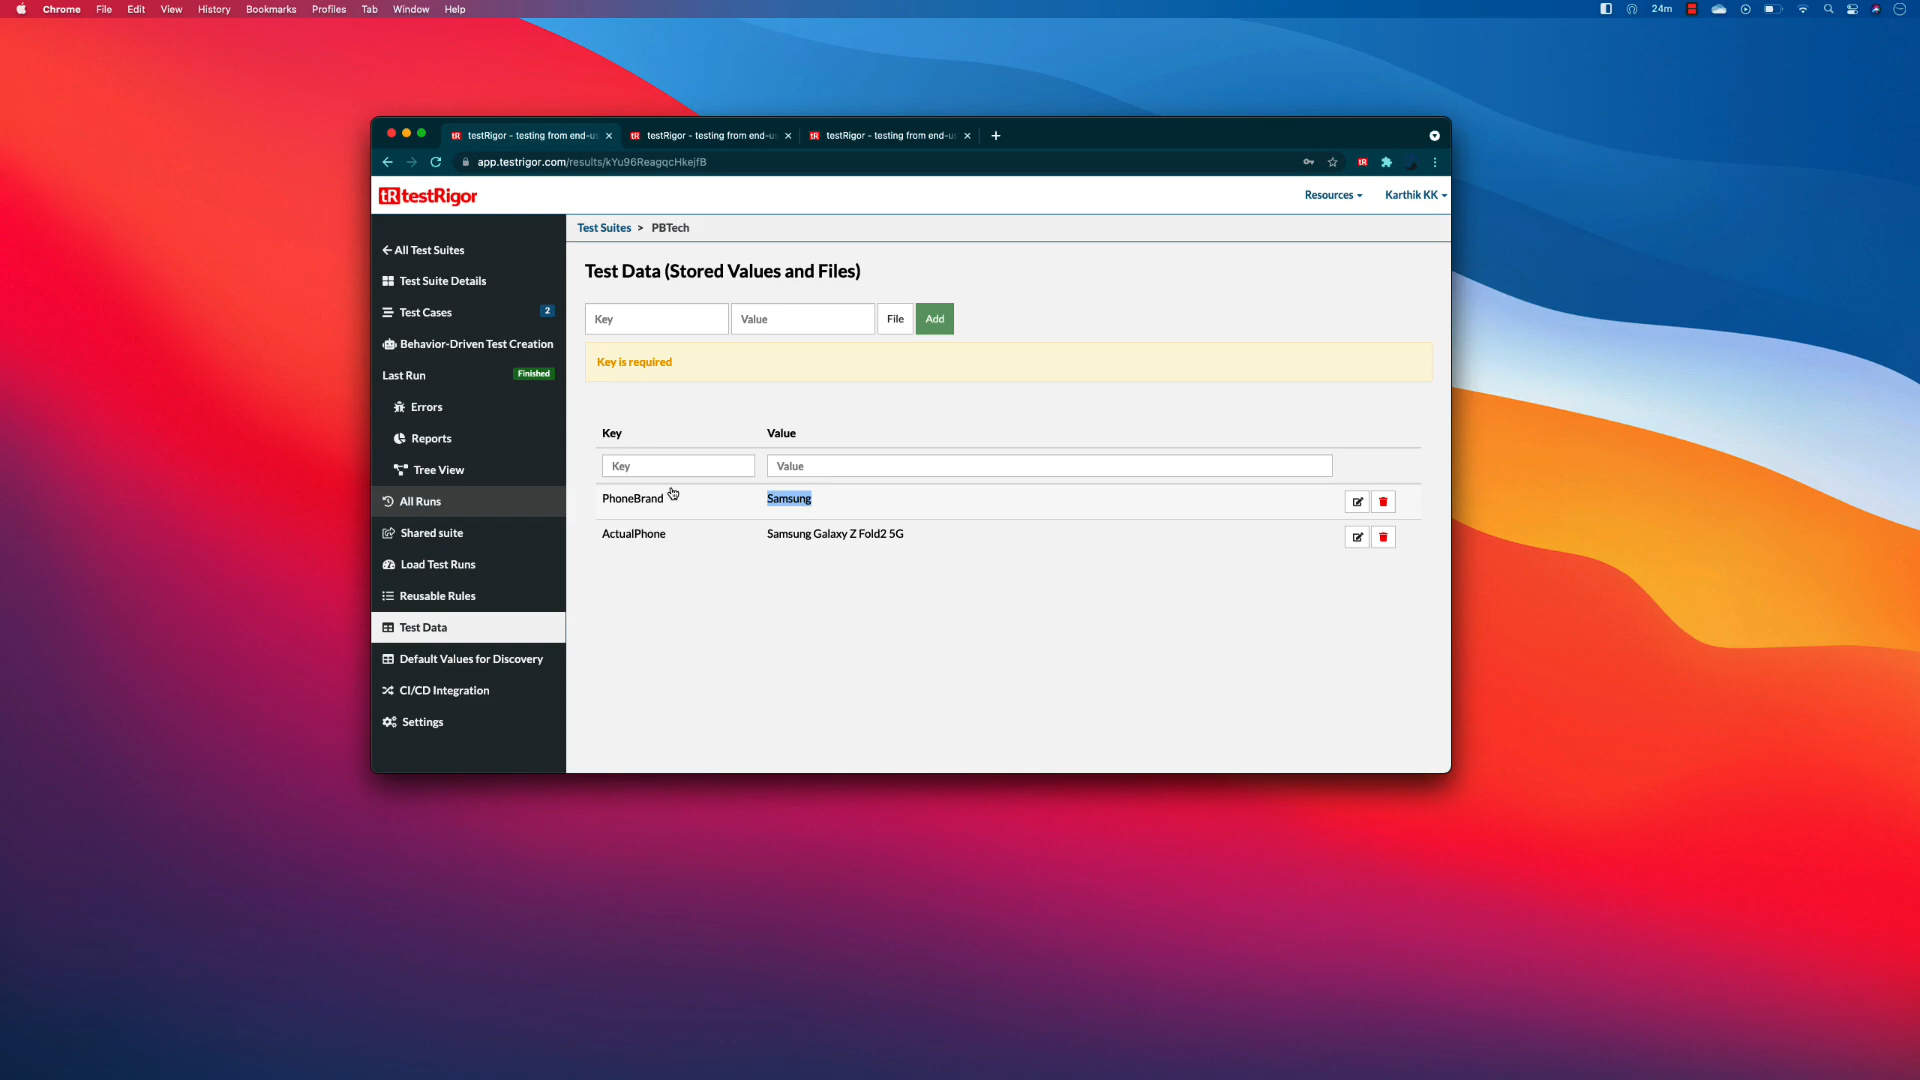 Chrome File Edit View History Bookmarks Profiles Tab Window Help 24m
testRigor - testing from end-us testRigor - testing from end-us testRigor - testing from end-us
app.testrigor.com/results/kYu96ReagqcHkejfB
tR testRigor Resources Karthik KK
Test Suites > PBTech
All Test Suites
Test Suite Details
Test Cases 2
Behavior-Driven Test Creation
Last Run Finished
Errors
Reports
Tree View
All Runs
Shared suite
Load Test Runs
Reusable Rules
Test Data
Default Values for Discovery
CI/CD Integration
Settings
Test Data (Stored Values and Files)
Key Value File Add
Key is required
Key Value
Key Value
PhoneBrand Samsung
ActualPhone Samsung Galaxy Z Fold2 5G